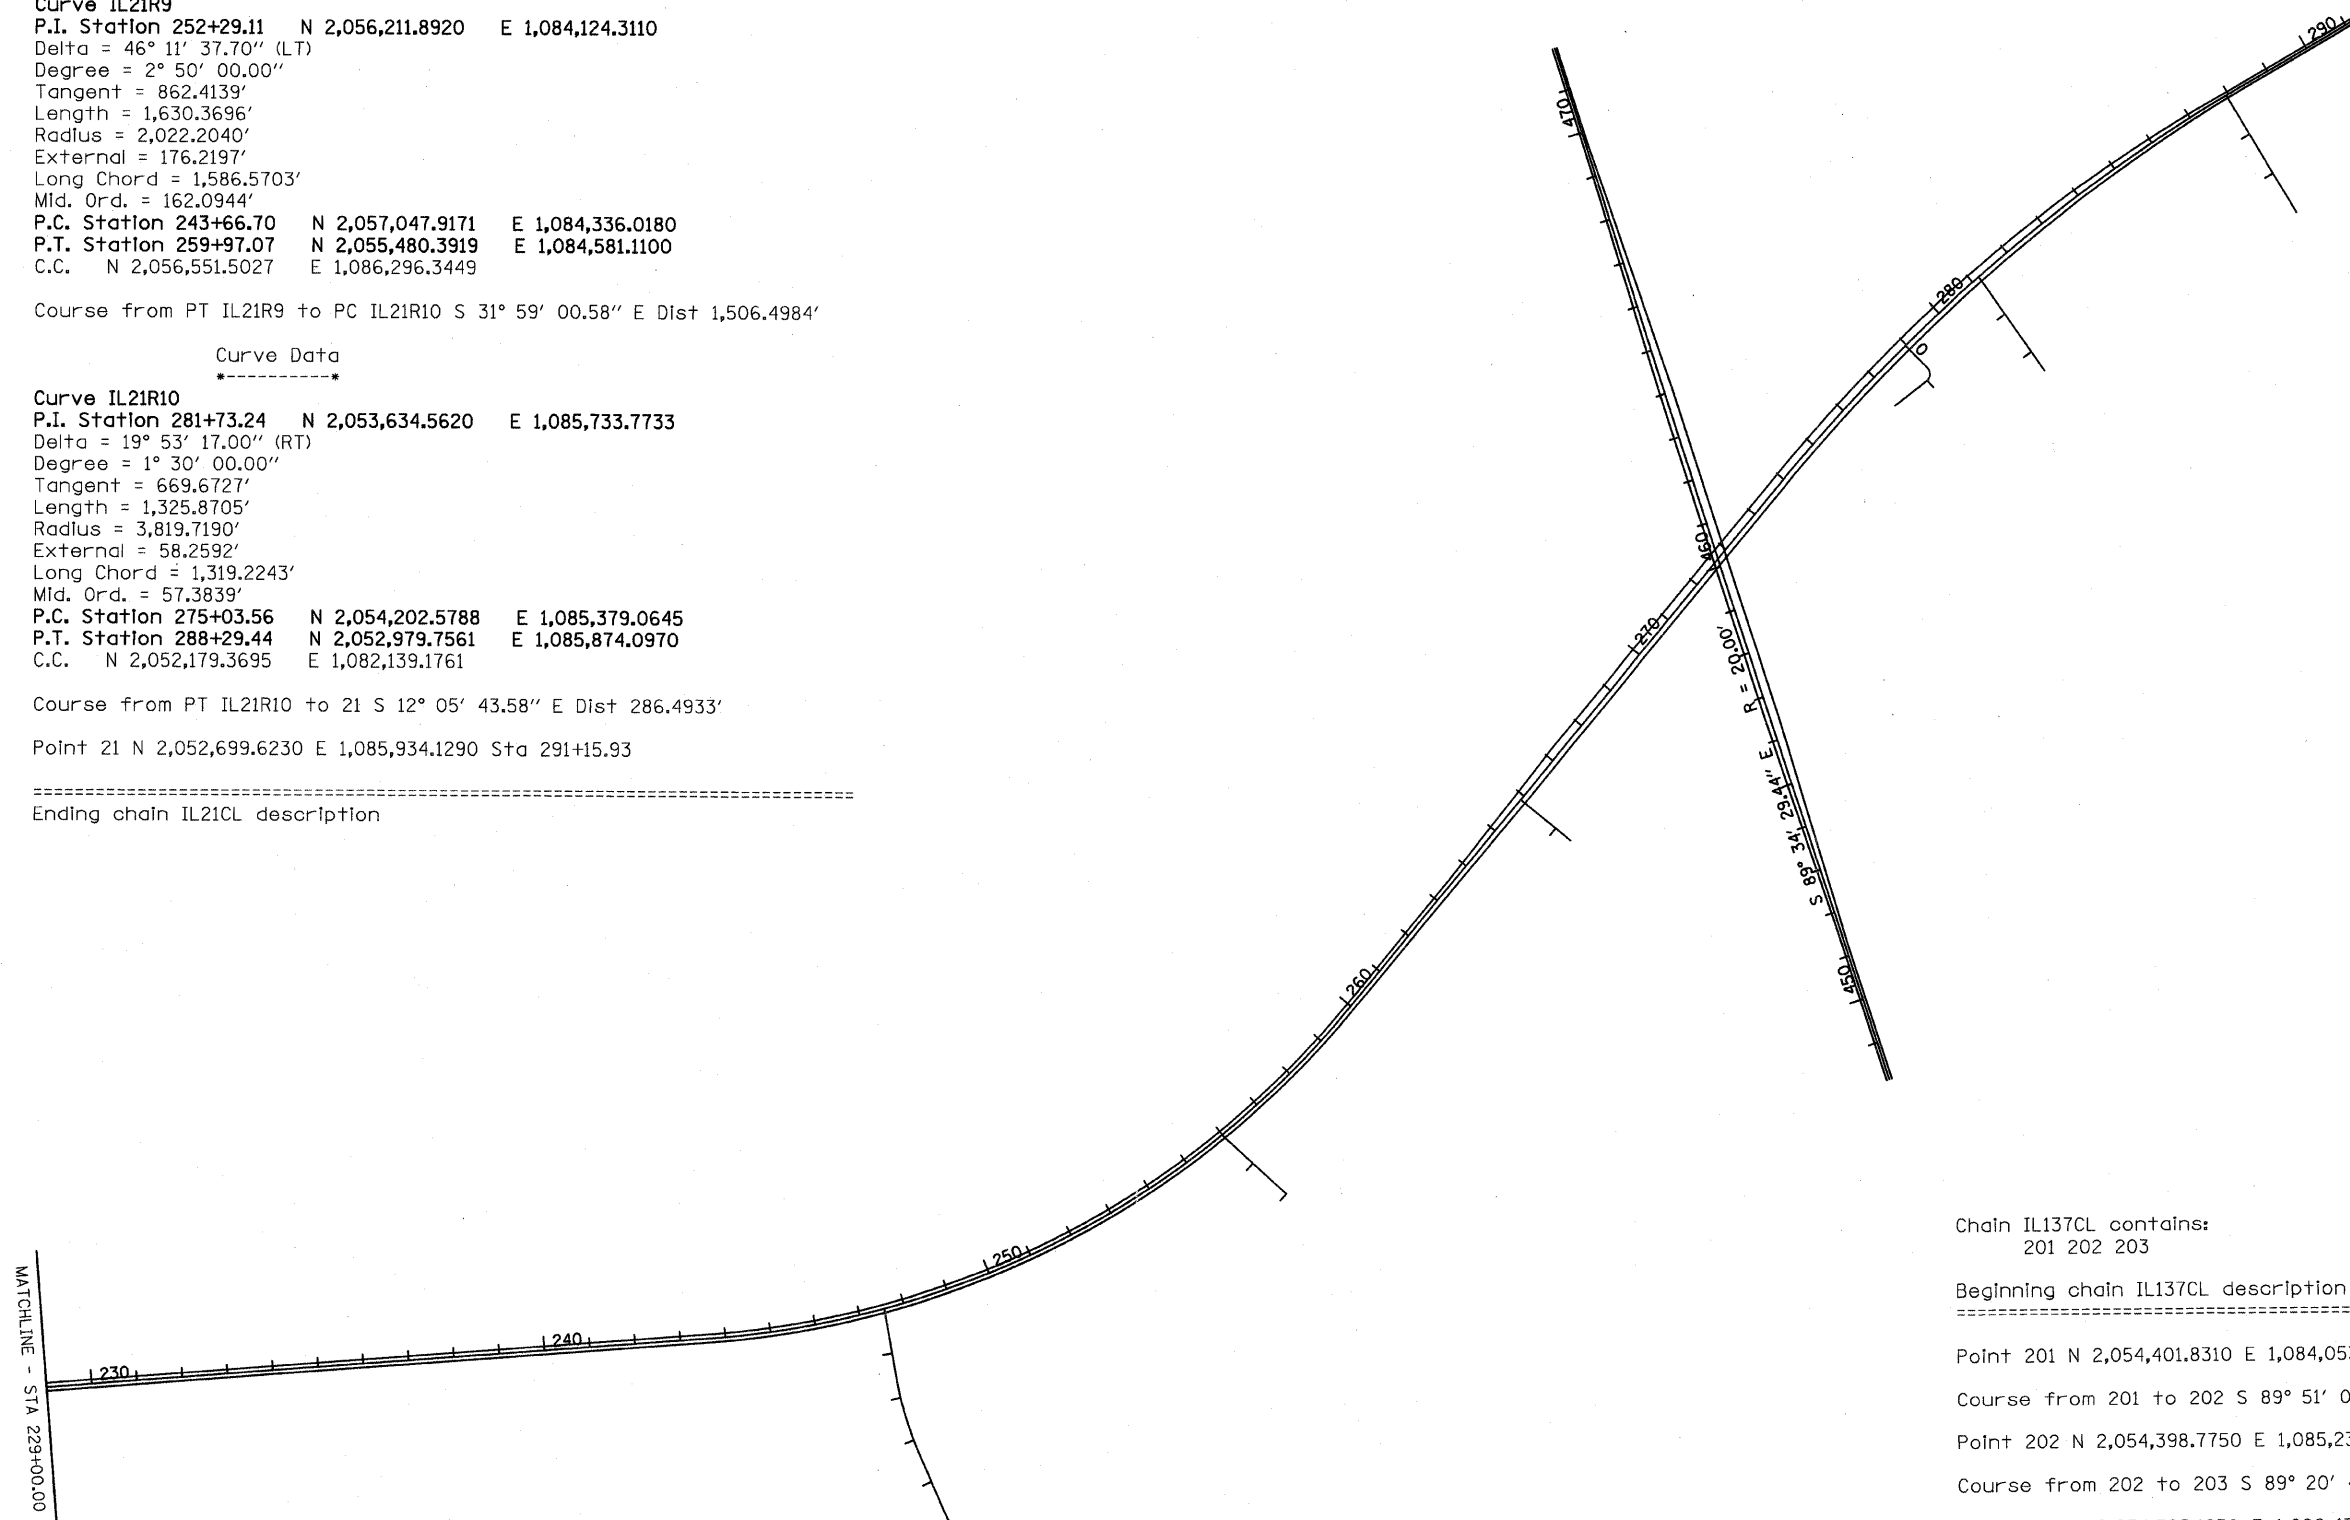 Curve IL21R9
P.I. Station 252+29.11 N 2,056,211.8920 E 1,084,124.3110
Delta = 46° 11' 37.70" (LT)
Degree = 2° 50' 00.00"
Tangent = 862.4139'
Length = 1,630.3696'
Radius = 2,022.2040'
External = 176.2197'
Long Chord = 1,586.5703'
Mid. Ord. = 162.0944'
P.C. Station 243+66.70 N 2,057,047.9171 E 1,084,336.0180
P.T. Station 259+97.07 N 2,055,480.3919 E 1,084,581.1100
C.C. N 2,056,551.5027 E 1,086,296.3449
Course from PT IL21R9 to PC IL21R10 S 31° 59' 00.58" E Dist 1,506.4984'
Curve Data
*----------*
Curve IL21R10
P.I. Station 281+73.24 N 2,053,634.5620 E 1,085,733.7733
Delta = 19° 53' 17.00" (RT)
Degree = 1° 30' 00.00"
Tangent = 669.6727'
Length = 1,325.8705'
Radius = 3,819.7190'
External = 58.2592'
Long Chord = 1,319.2243'
Mid. Ord. = 57.3839'
P.C. Station 275+03.56 N 2,054,202.5788 E 1,085,379.0645
P.T. Station 288+29.44 N 2,052,979.7561 E 1,085,874.0970
C.C. N 2,052,179.3695 E 1,082,139.1761
Course from PT IL21R10 to 21 S 12° 05' 43.58" E Dist 286.4933'
Point 21 N 2,052,699.6230 E 1,085,934.1290 Sta 291+15.93
================================================================================
Ending chain IL21CL description
290
470
280
0
460
270
R = 20.00'
S 89° 34' 29.44" E
260
450
250
240
230
MATCHLINE - STA 229+00.00
Chain IL137CL contains:
201 202 203
Beginning chain IL137CL description
======================================
Point 201 N 2,054,401.8310 E 1,084,05
Course from 201 to 202 S 89° 51' 0
Point 202 N 2,054,398.7750 E 1,085,23
Course from 202 to 203 S 89° 20'